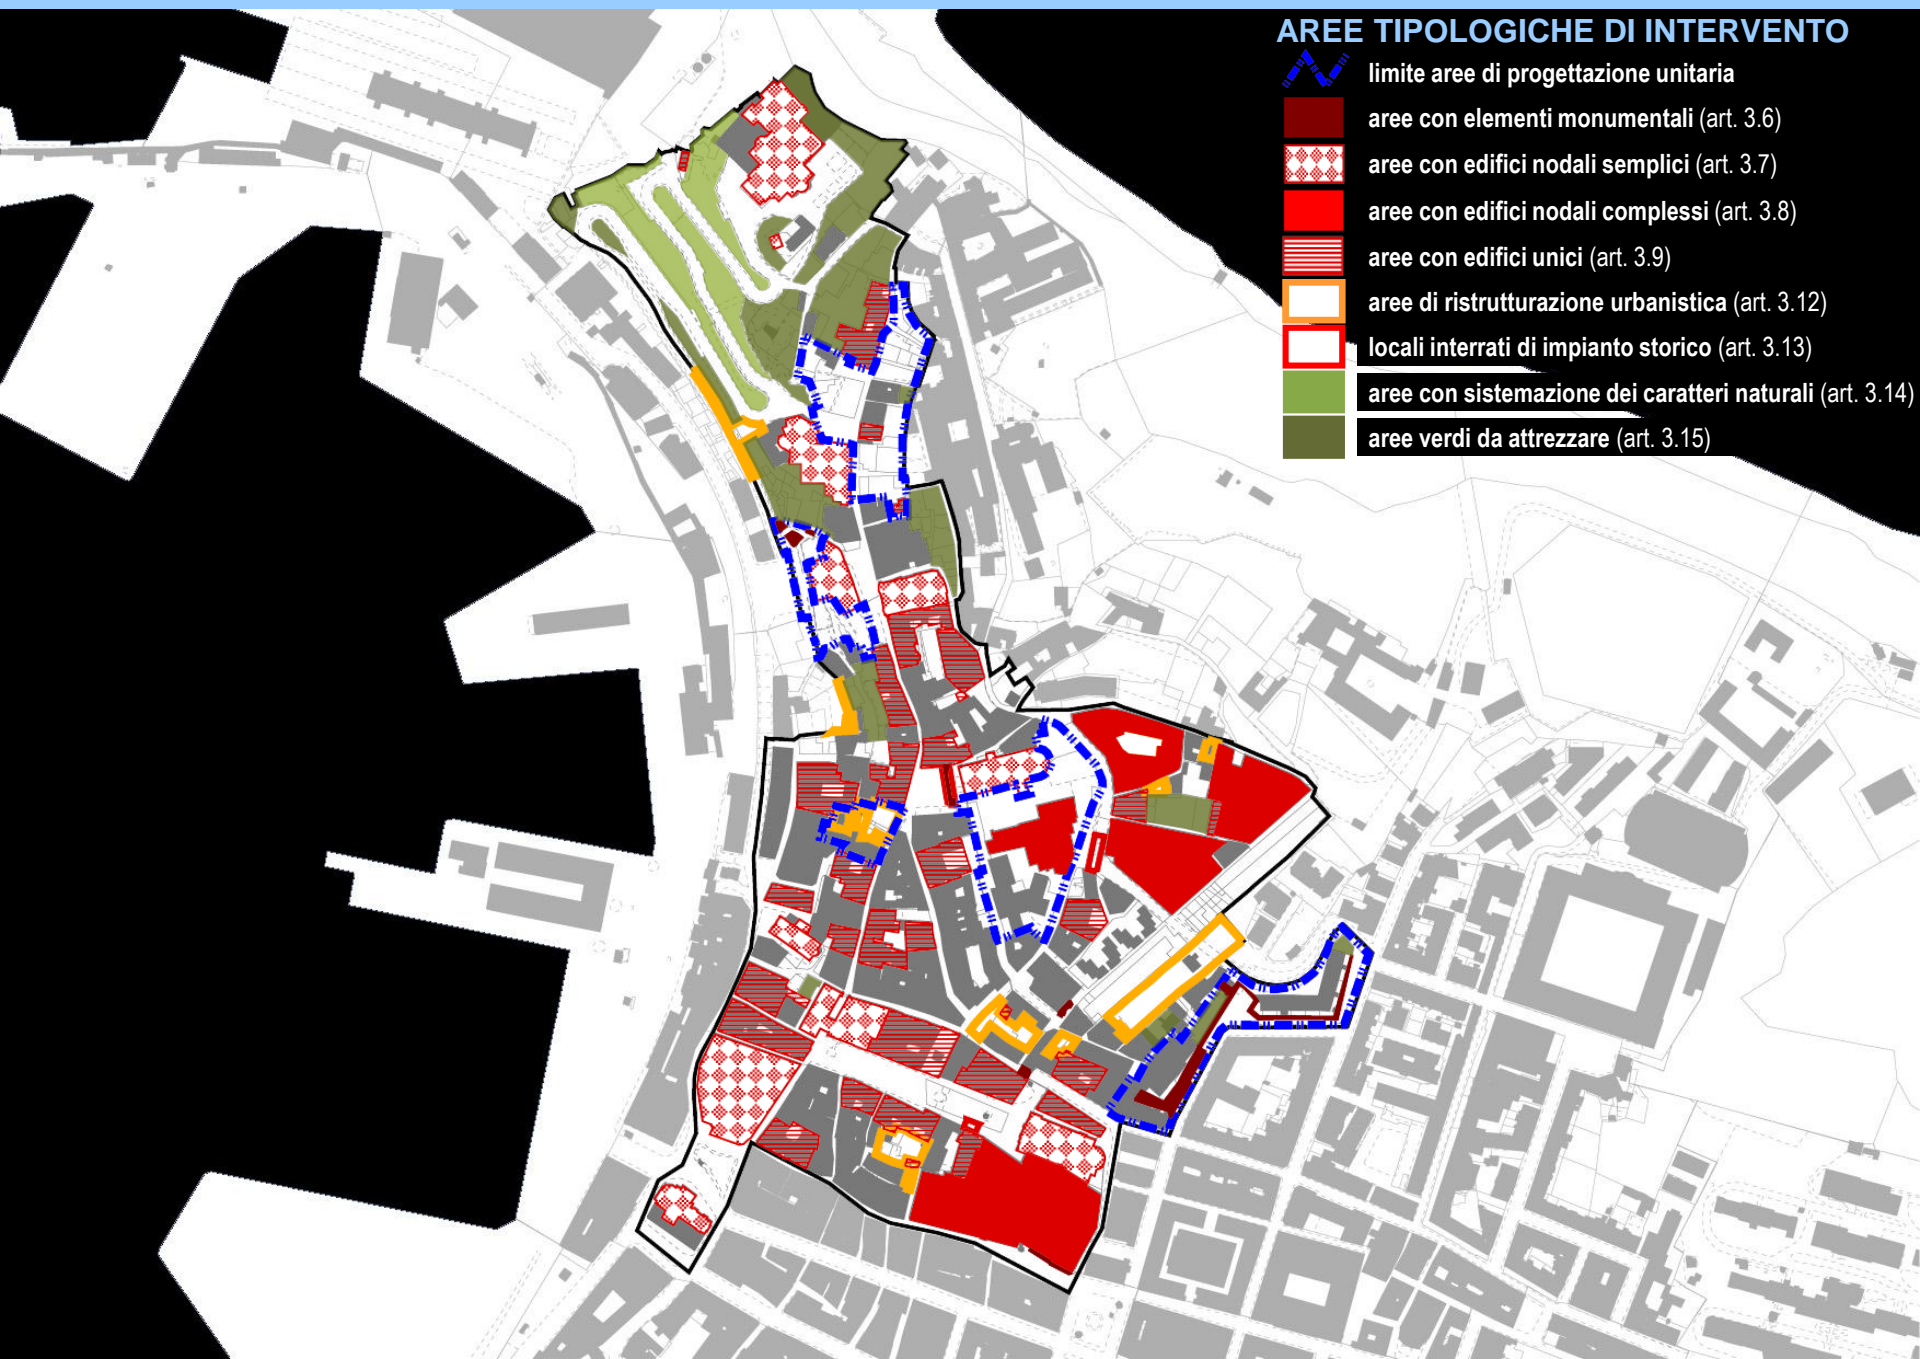 AREE TIPOLOGICHE DI INTERVENTO
limite aree di progettazione unitaria
aree con elementi monumentali (art. 3.6)
aree con edifici nodali semplici (art. 3.7)
aree con edifici nodali complessi (art. 3.8)
aree con edifici unici (art. 3.9)
aree di ristrutturazione urbanistica (art. 3.12)
locali interrati di impianto storico (art. 3.13)
aree con sistemazione dei caratteri naturali (art. 3.14)
aree verdi da attrezzare (art. 3.15)